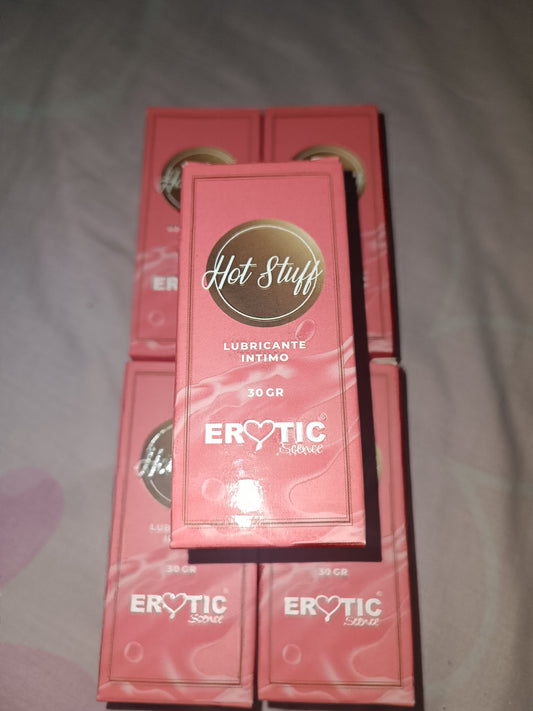 Hot Stuff
LUBRICANTE
INTIMO
30 GR
EROTIC
Scence
30 GR
EROTIC
Scence
30 GR
EROTIC
Scence